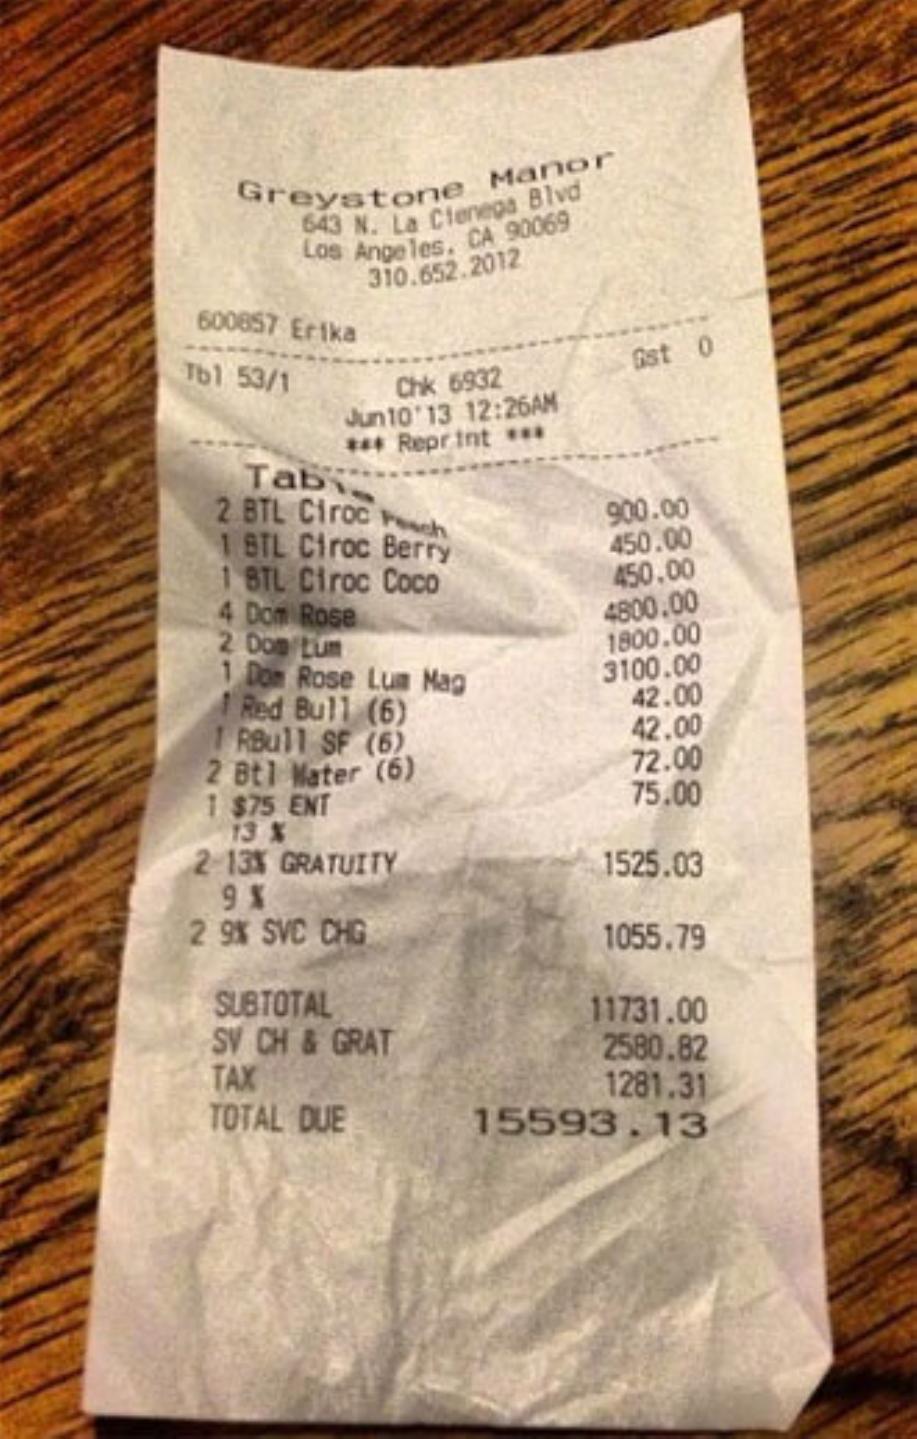 Greystone Manor
643 N. La Cienega Blvd
Los Angeles, CA 90069
310.652.2012
600857 Erika
Tbl 53/1 Chk 6932 Gst 0
Jun10'13 12:26AM
*** Reprint ***
Table
2 BTL Ciroc Peach 900.00
1 BTL Ciroc Berry 450.00
1 BTL Ciroc Coco 450.00
4 Dom Rose 4800.00
2 Dom Lum 1800.00
1 Dom Rose Lum Mag 3100.00
1 Red Bull (6) 42.00
1 RBull SF (6) 42.00
2 Btl Water (6) 72.00
1 $75 ENT 75.00
13 %
2 13% GRATUITY 1525.03
9 %
2 9% SVC CHG 1055.79
SUBTOTAL 11731.00
SV CH & GRAT 2580.82
TAX 1281.31
TOTAL DUE 15593.13